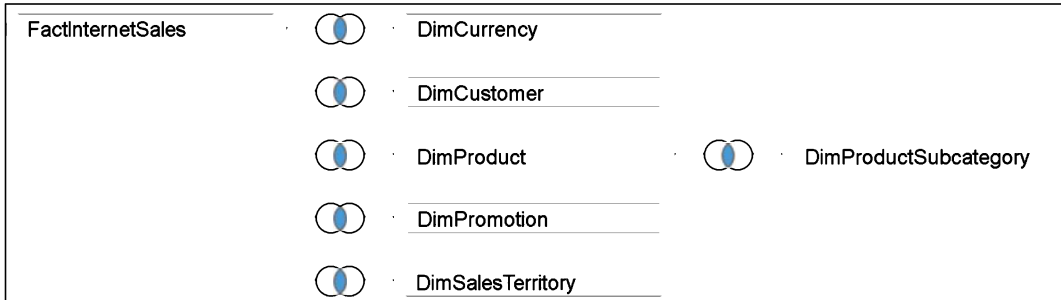 FactInternetSales
DimCurrency
DimCustomer
DimProduct
DimProductSubcategory
DimPromotion
DimSalesTerritory